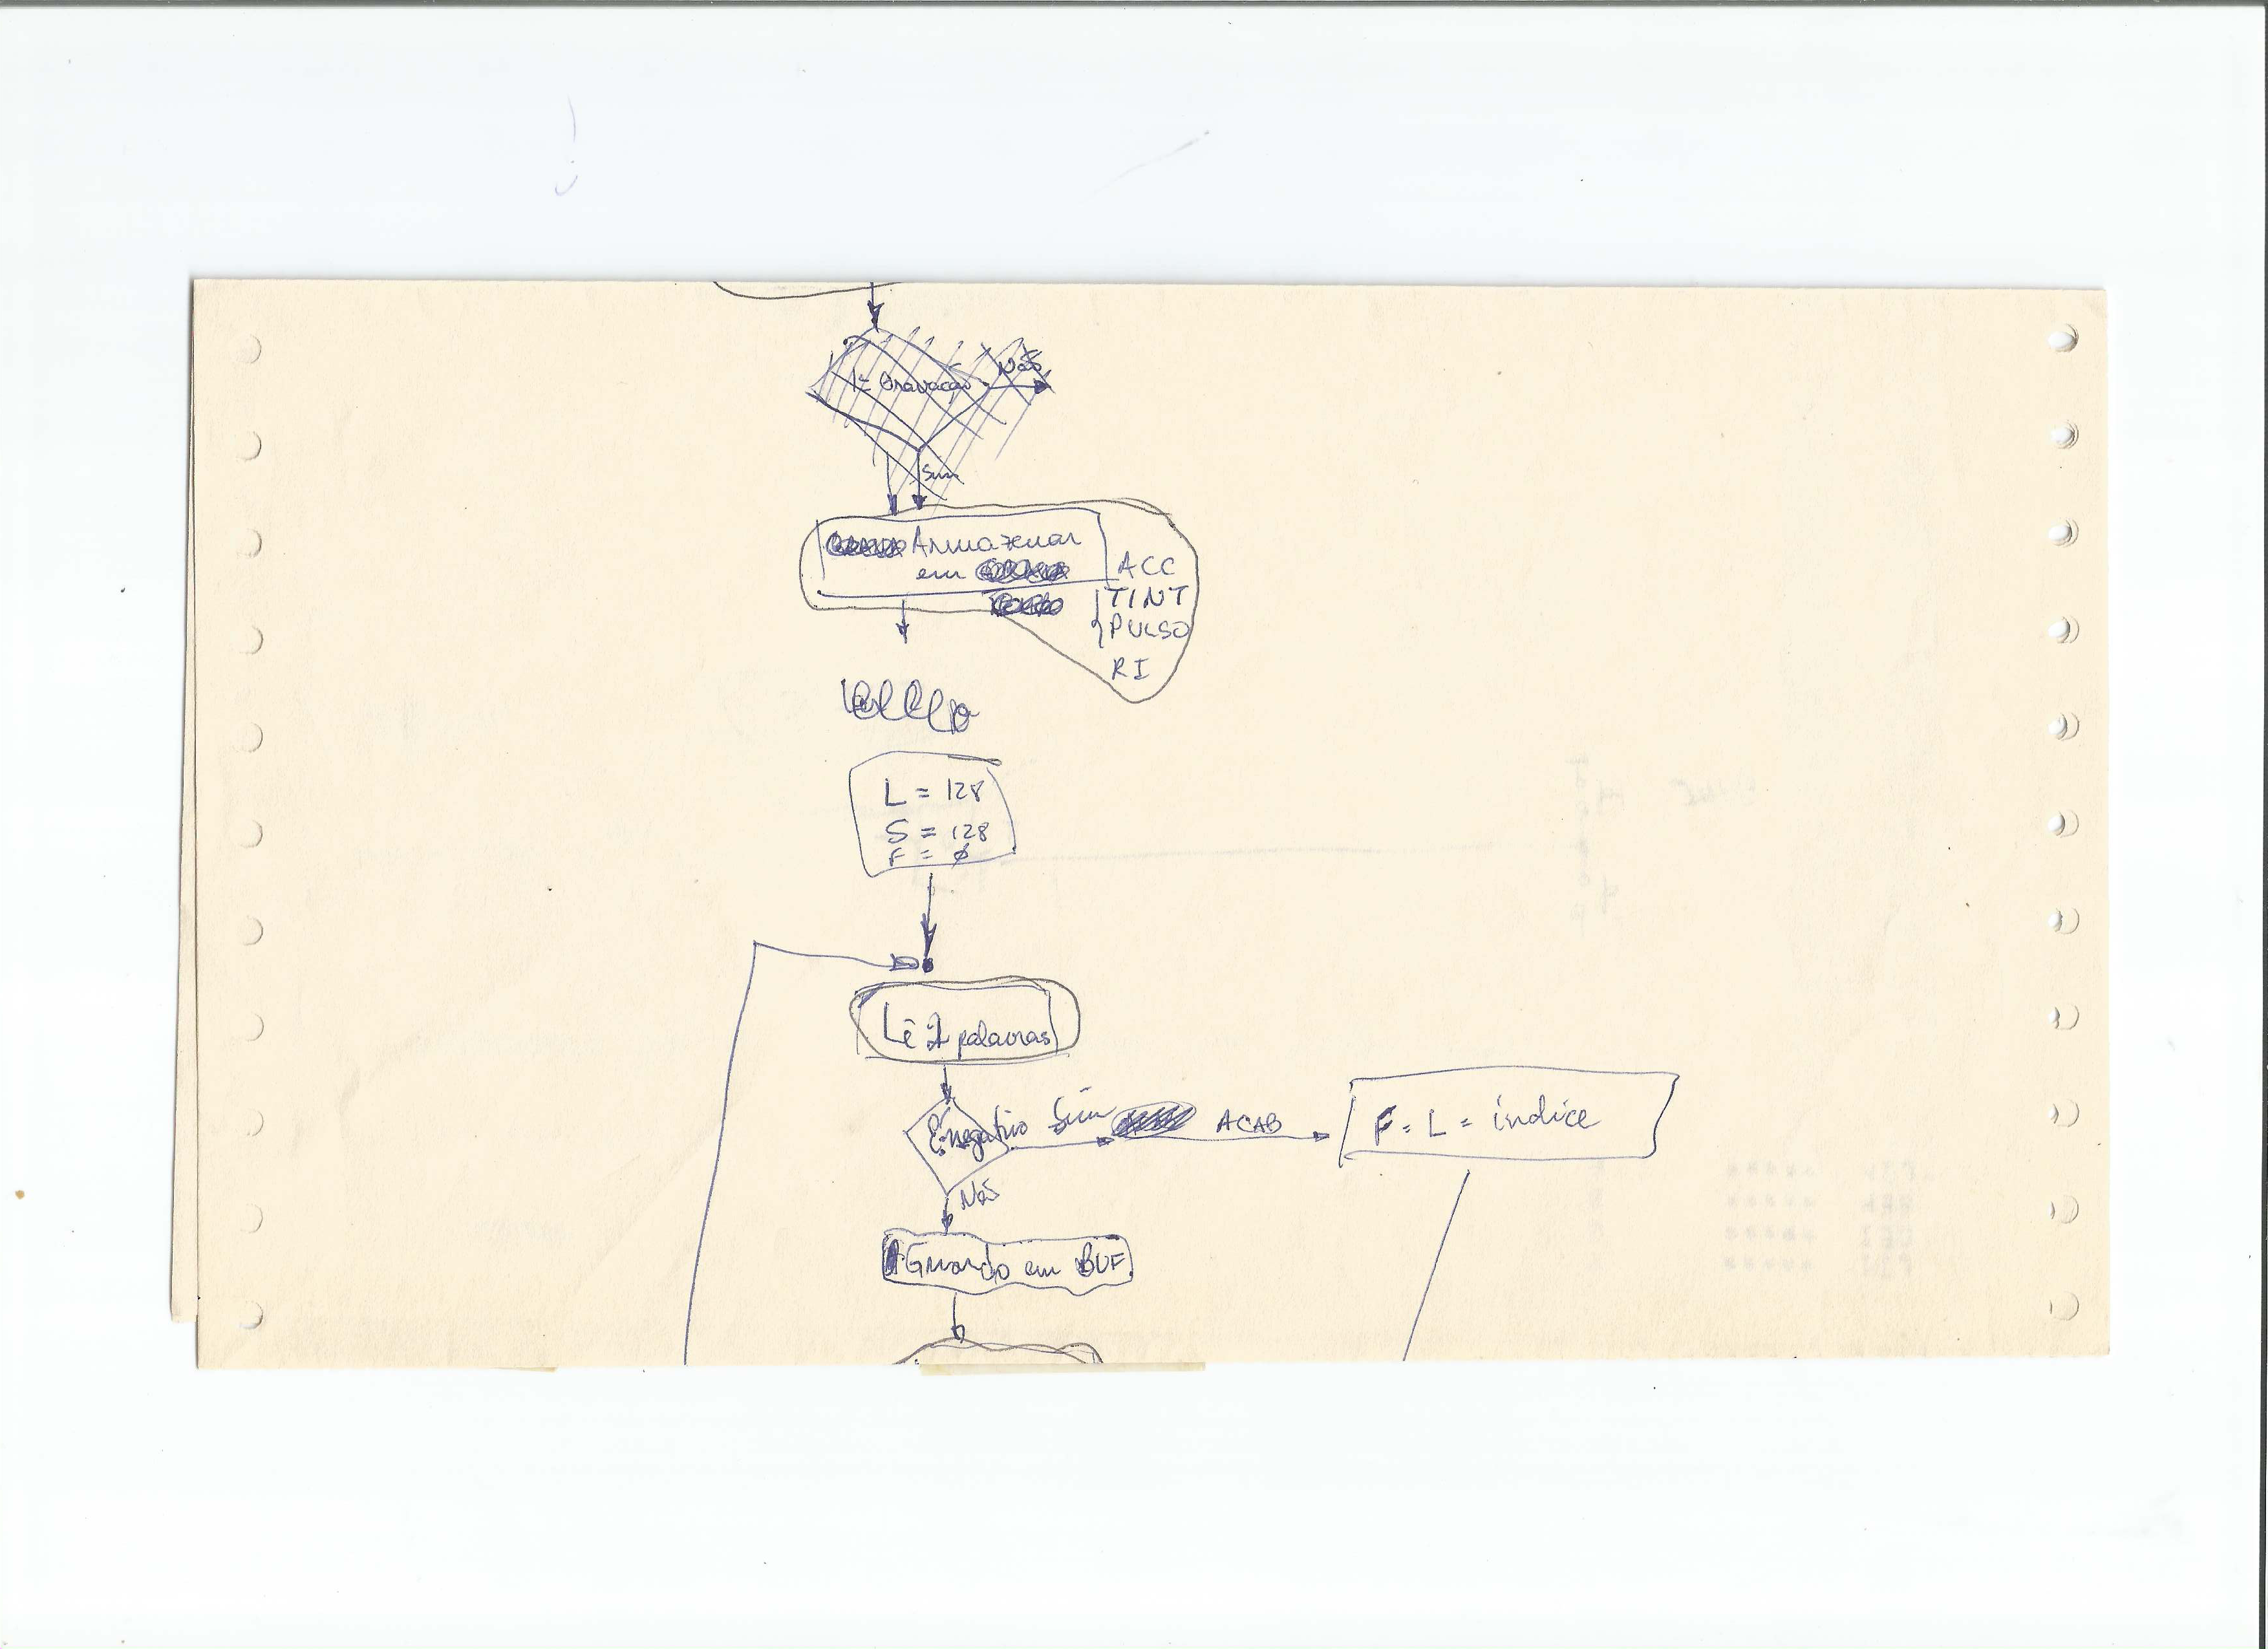 1ª Gravação
Não
Sim
Armazenar
em
ACC
TINT
PULSO
RI
L = 128
S = 128
F = ø
Lê 2 palavras
É negativo
Sim
ACAB
F = L = índice
Não
Guardo em BUF